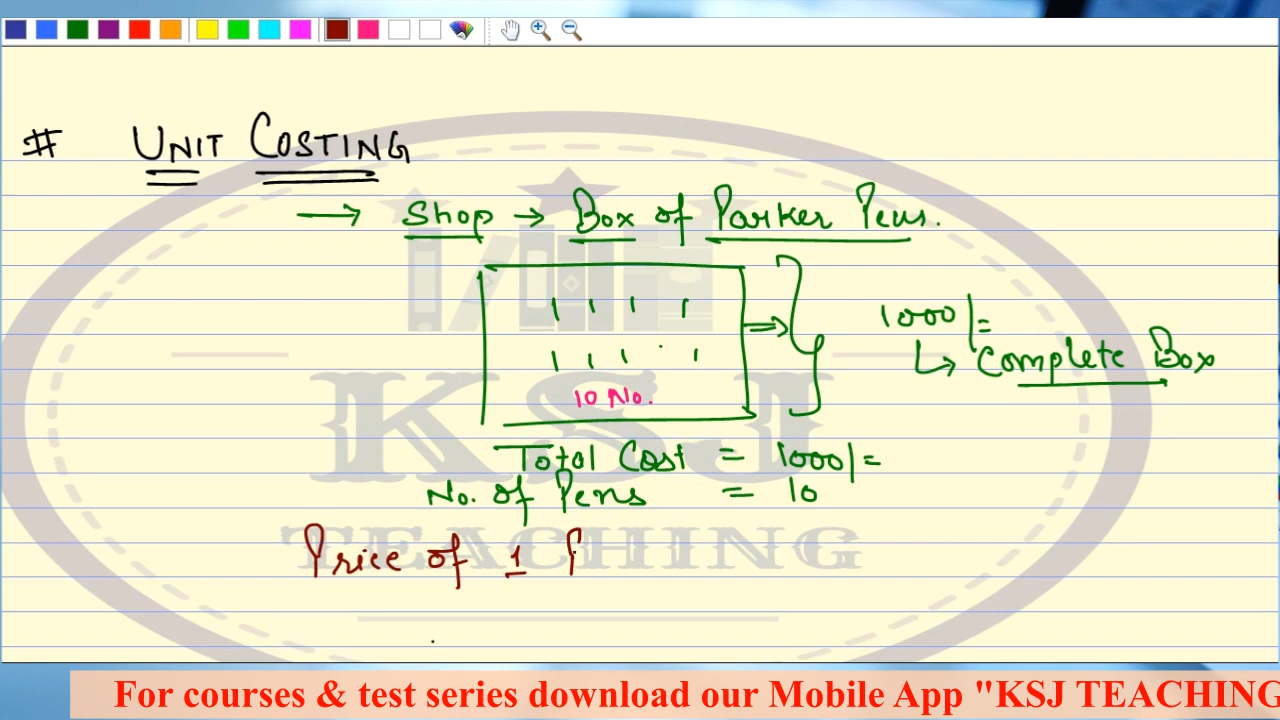 # UNIT COSTING
→ Shop → Box of Parker Pens.
1000/=
↳ Complete Box
10 No.
Total Cost = 1000/=
No. of Pens = 10
Price of 1 P
KSJ
TEACHING
For courses & test series download our Mobile App "KSJ TEACHING